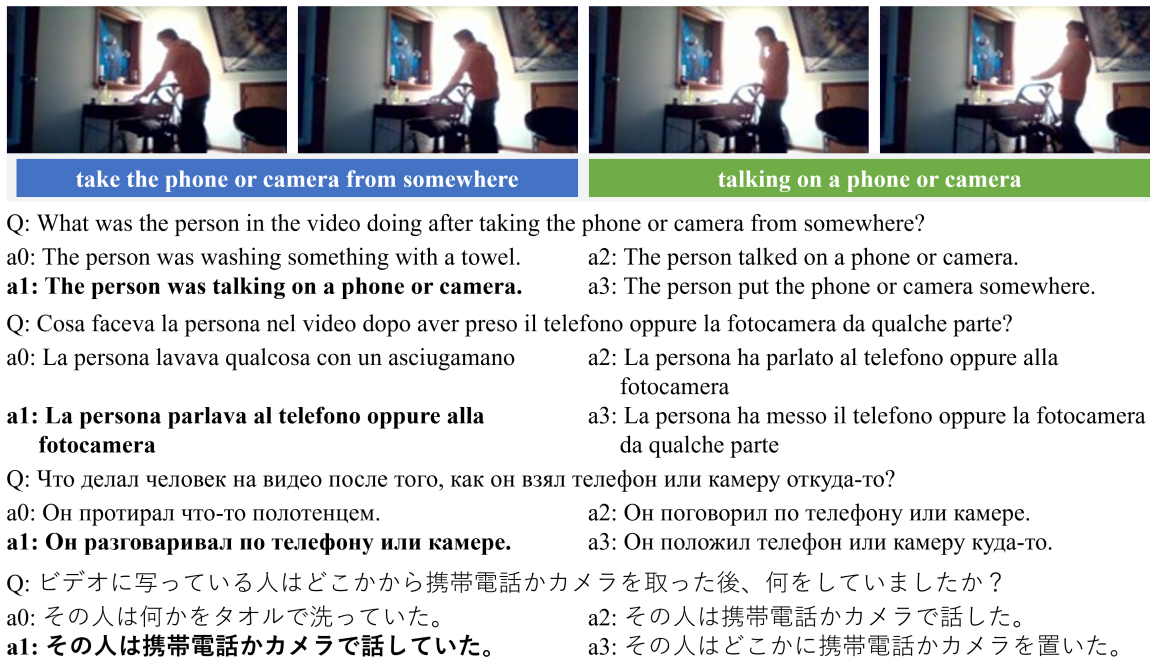 take the phone or camera from somewhere
talking on a phone or camera
Q: What was the person in the video doing after taking the phone or camera from somewhere?
a0: The person was washing something with a towel.
a2: The person talked on a phone or camera.
a1: The person was talking on a phone or camera.
a3: The person put the phone or camera somewhere.
Q: Cosa faceva la persona nel video dopo aver preso il telefono oppure la fotocamera da qualche parte?
a0: La persona lavava qualcosa con un asciugamano
a2: La persona ha parlato al telefono oppure alla
fotocamera
a1: La persona parlava al telefono oppure alla
fotocamera
a3: La persona ha messo il telefono oppure la fotocamera
da qualche parte
Q: Что делал человек на видео после того, как он взял телефон или камеру откуда-то?
a0: Он протирал что-то полотенцем.
a2: Он поговорил по телефону или камере.
a1: Он разговаривал по телефону или камере.
a3: Он положил телефон или камеру куда-то.
Q: ビデオに写っている人はどこかから携帯電話かカメラを取った後、何をしていましたか？
a0: その人は何かをタオルで洗っていた。
a2: その人は携帯電話かカメラで話した。
a1: その人は携帯電話かカメラで話していた。
a3: その人はどこかに携帯電話かカメラを置いた。